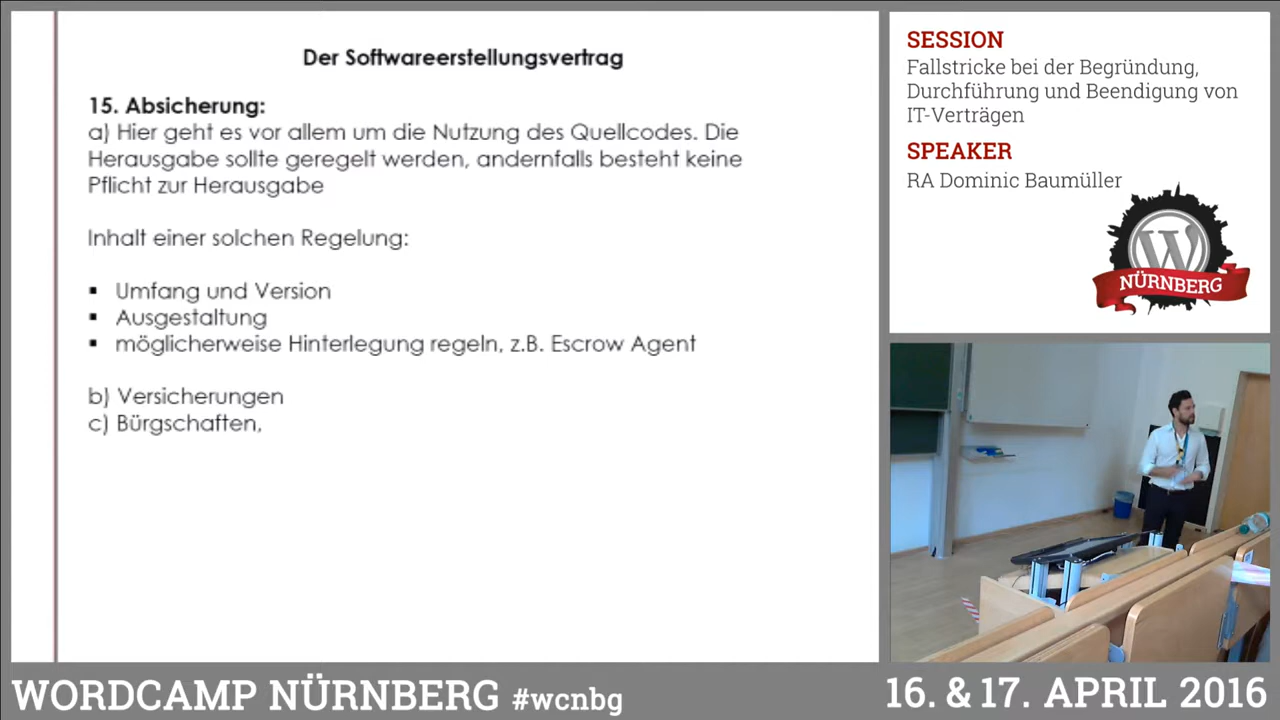 Der Softwareerstellungsvertrag
15. Absicherung:
a) Hier geht es vor allem um die Nutzung des Quellcodes. Die
Herausgabe sollte geregelt werden, andernfalls besteht keine
Pflicht zur Herausgabe
Inhalt einer solchen Regelung:
▪ Umfang und Version
▪ Ausgestaltung
▪ möglicherweise Hinterlegung regeln, z.B. Escrow Agent
b) Versicherungen
c) Bürgschaften,
SESSION
Fallstricke bei der Begründung,
Durchführung und Beendigung von
IT-Verträgen
SPEAKER
RA Dominic Baumüller
W
NÜRNBERG
WORDCAMP NÜRNBERG #wcnbg
16. & 17. APRIL 2016